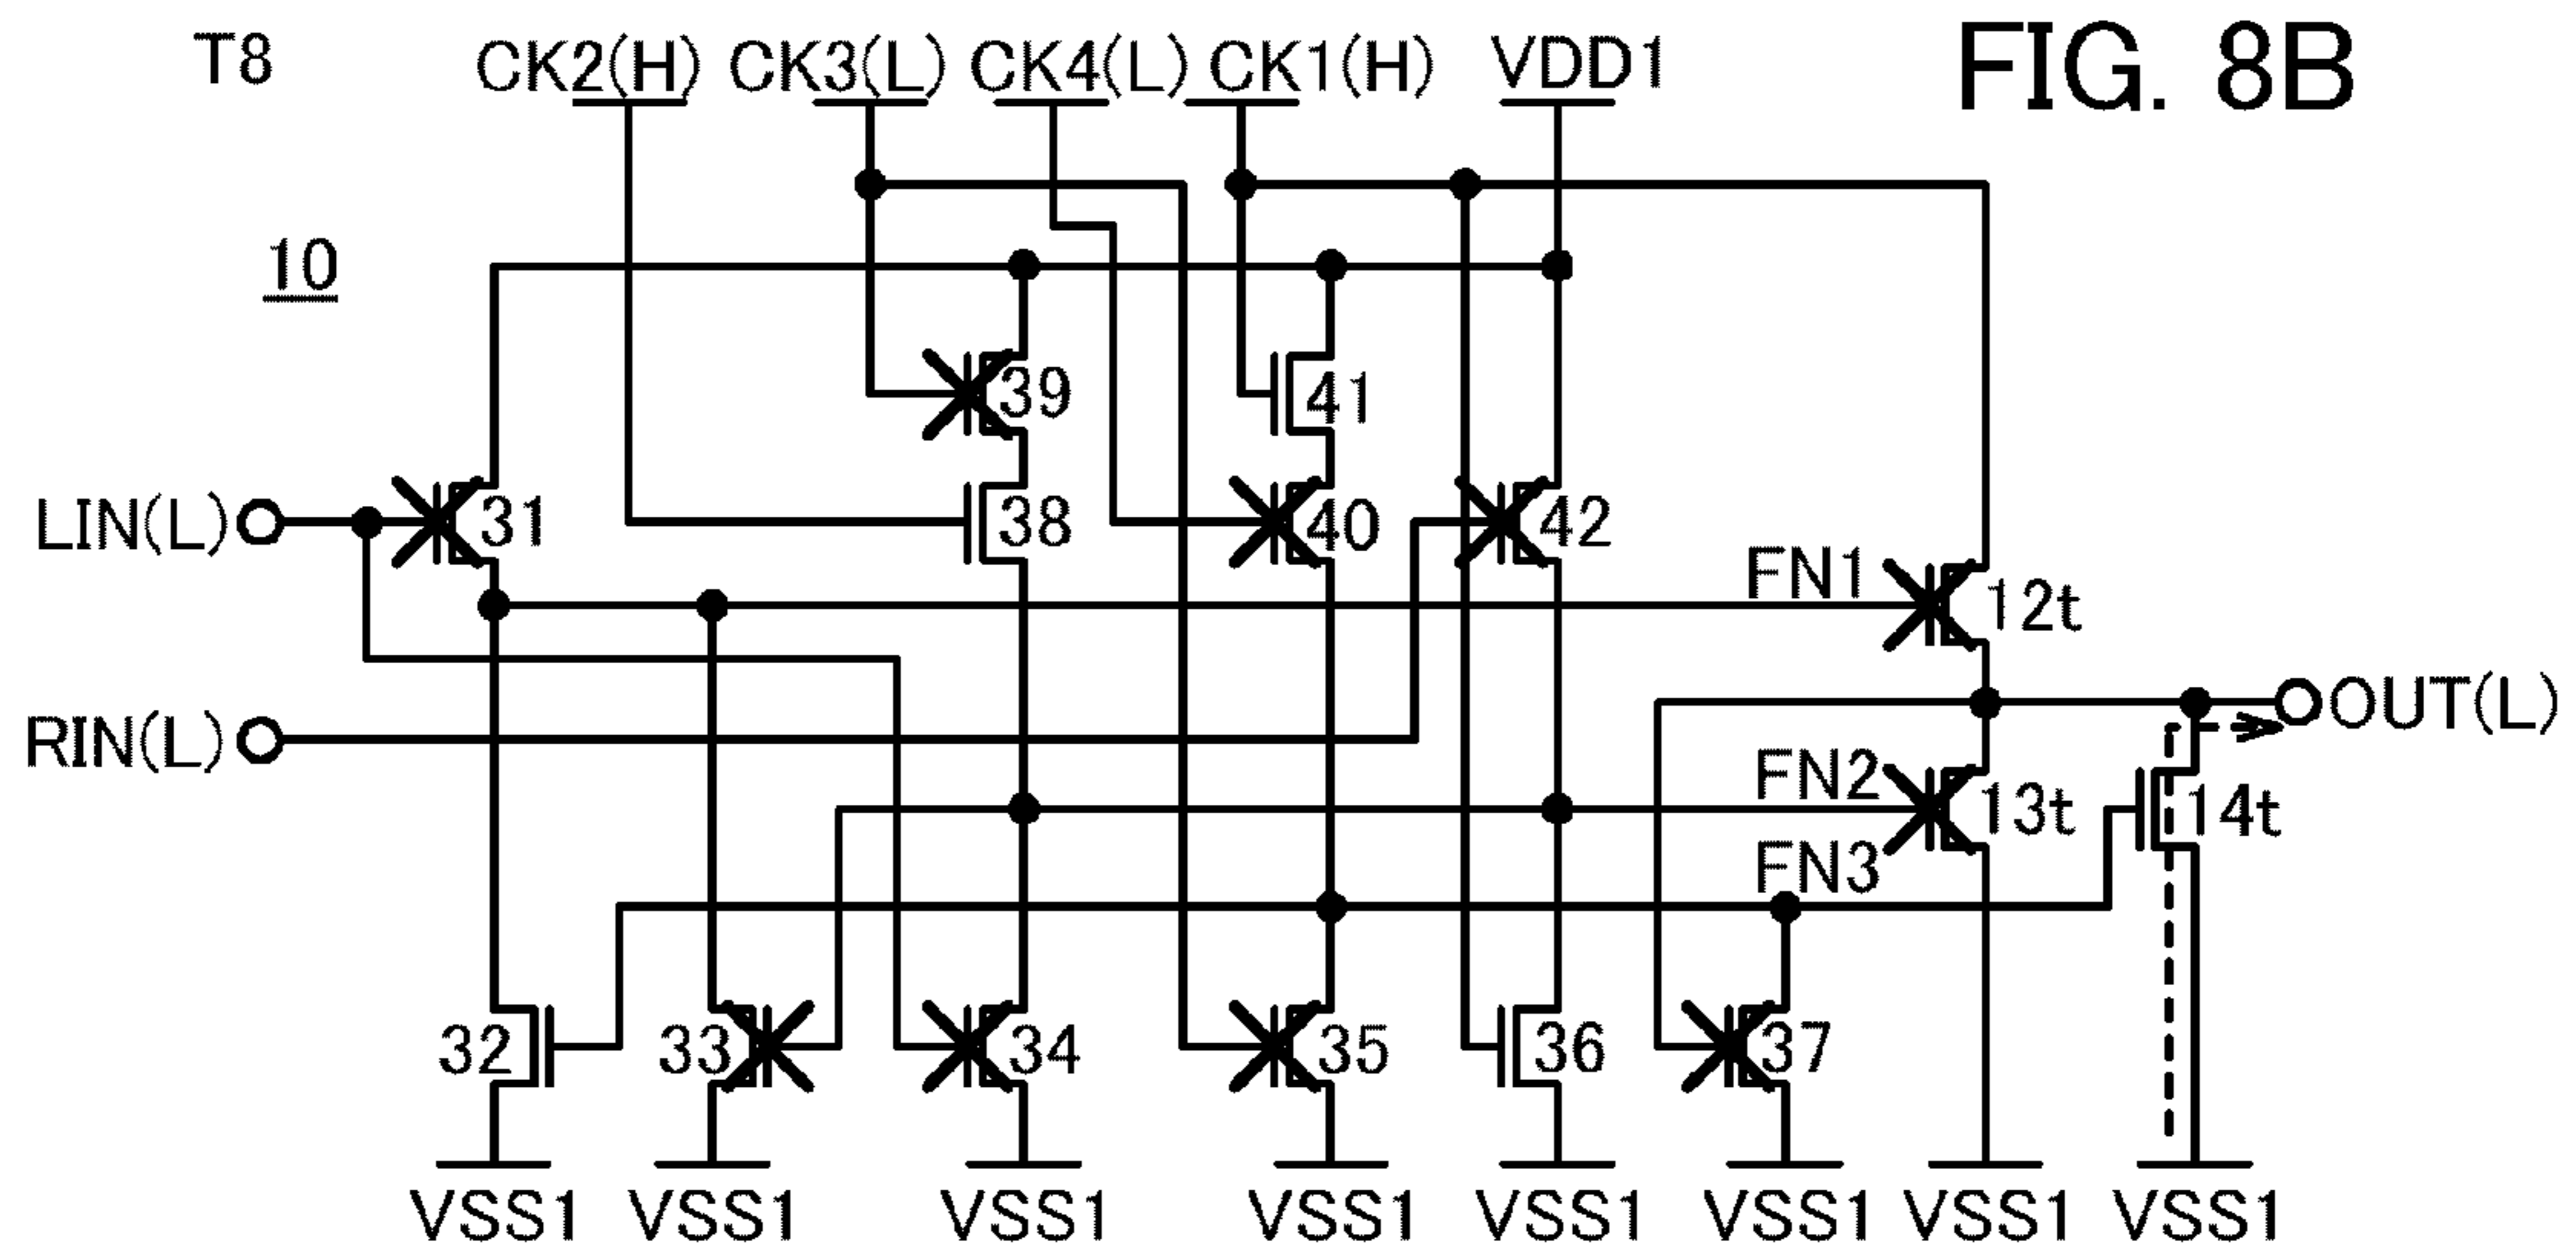 T8
CK2(H) CK3(L) CK4(L) CK1(H) VDD1
FIG. 8B
10
39 41
LIN(L) 31 38 40 42
FN1 12t
RIN(L) OUT(L)
FN2 13t 14t
FN3
32 33 34 35 36 37
VSS1 VSS1 VSS1 VSS1 VSS1 VSS1 VSS1 VSS1